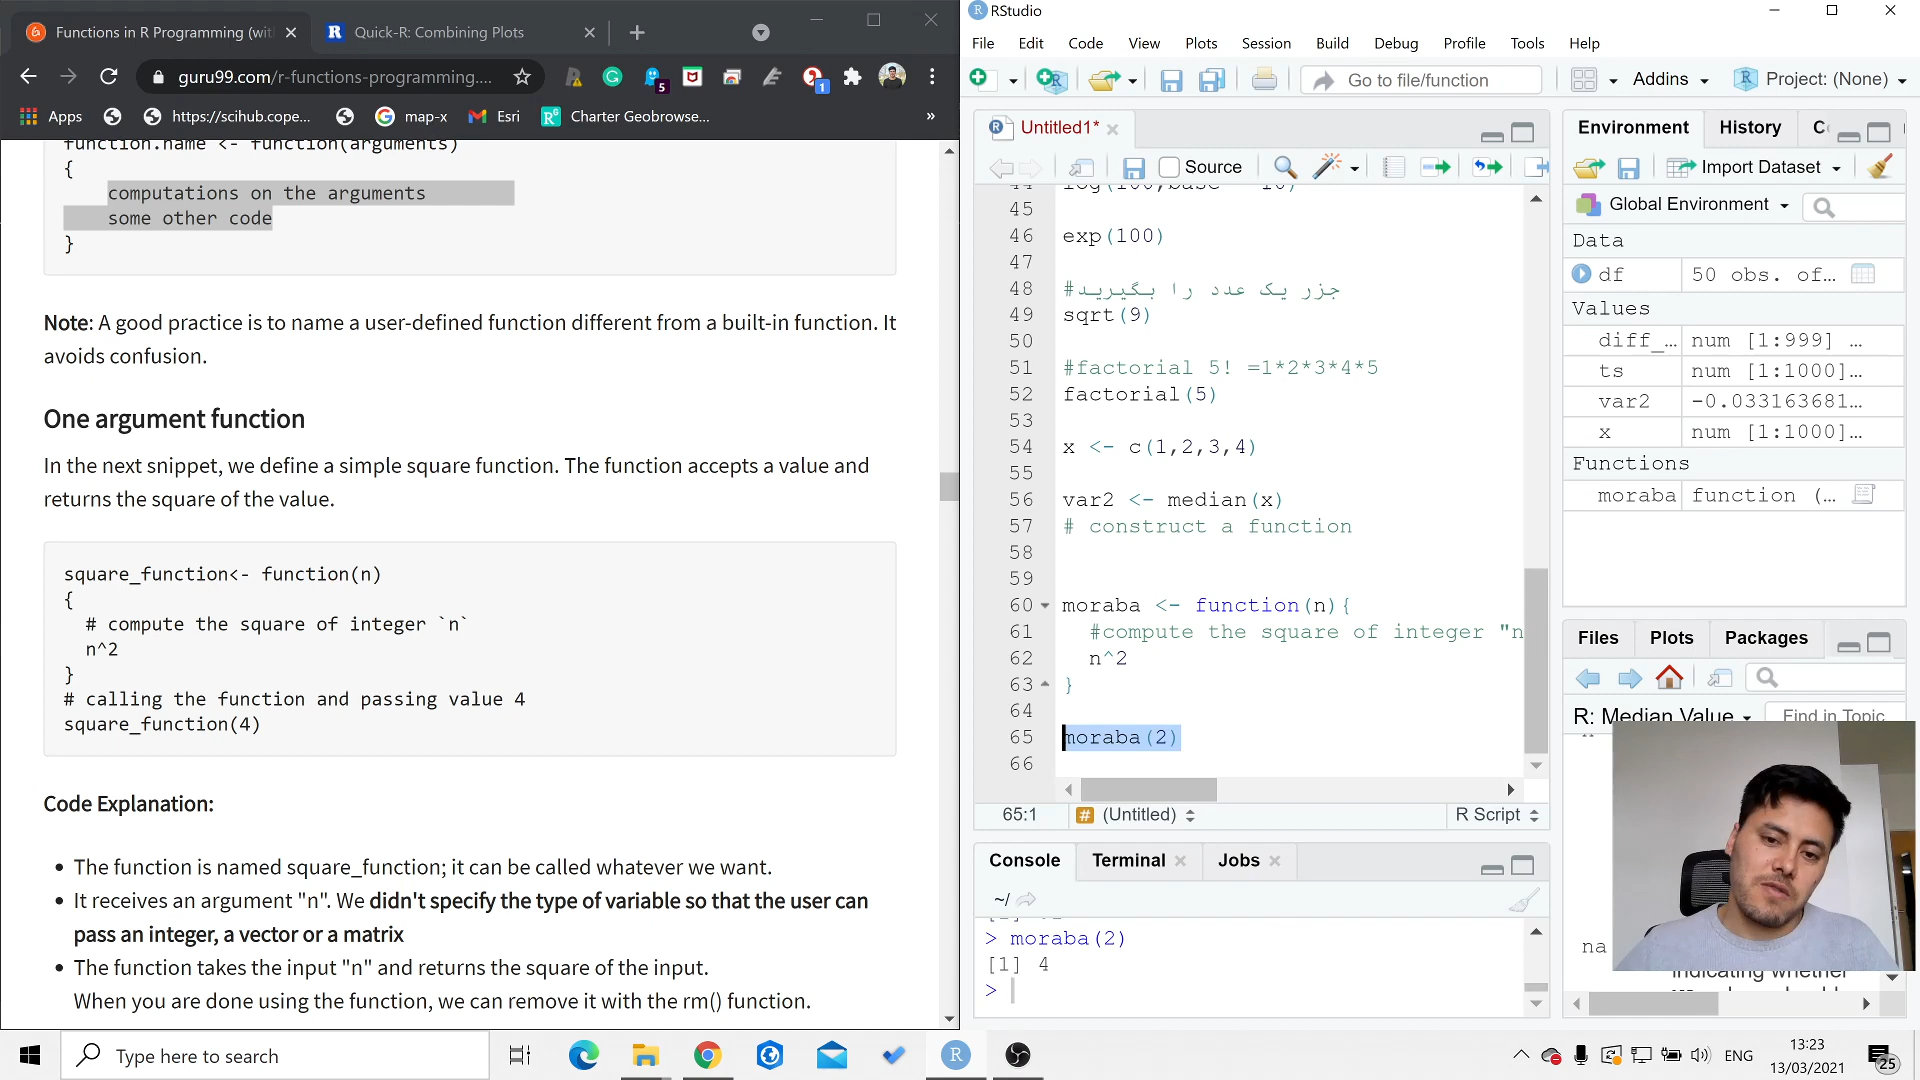 Functions in R Programming (wit
Quick-R: Combining Plots
guru99.com/r-functions-programming....
5
1
Apps
https://scihub.cope...
map-x
Esri
Charter Geobrowse...
»
function.name <- function(arguments)
{
computations on the arguments
some other code
}
Note: A good practice is to name a user-defined function different from a built-in function. It
avoids confusion.
One argument function
In the next snippet, we define a simple square function. The function accepts a value and
returns the square of the value.
square_function<- function(n)
{
# compute the square of integer `n`
n^2
}
# calling the function and passing value 4
square_function(4)
Code Explanation:
The function is named square_function; it can be called whatever we want.
It receives an argument "n". We didn't specify the type of variable so that the user can
pass an integer, a vector or a matrix
The function takes the input "n" and returns the square of the input.
When you are done using the function, we can remove it with the rm() function.
RStudio
File Edit Code View Plots Session Build Debug Profile Tools Help
Go to file/function
Addins
Project: (None)
Untitled1*
Source
44 log(100,base = 10)
45
46 exp(100)
47
48 #جزر یک عدد را بگیرید
49 sqrt(9)
50
51 #factorial 5! =1*2*3*4*5
52 factorial(5)
53
54 x <- c(1,2,3,4)
55
56 var2 <- median(x)
57 # construct a function
58
59
60 moraba <- function(n){
61 #compute the square of integer "n
62 n^2
63 }
64
65 moraba(2)
66
65:1
(Untitled)
R Script
Console
Terminal
Jobs
~/
> moraba(2)
[1] 4
>
Environment
History
Import Dataset
Global Environment
Data
df 50 obs. of…
Values
diff_… num [1:999] …
ts num [1:1000]…
var2 -0.033163681…
x num [1:1000]…
Functions
moraba function (…
Files
Plots
Packages
R: Median Value
Find in Topic
na
indicating whether
Type here to search
ENG
13:23
13/03/2021
25